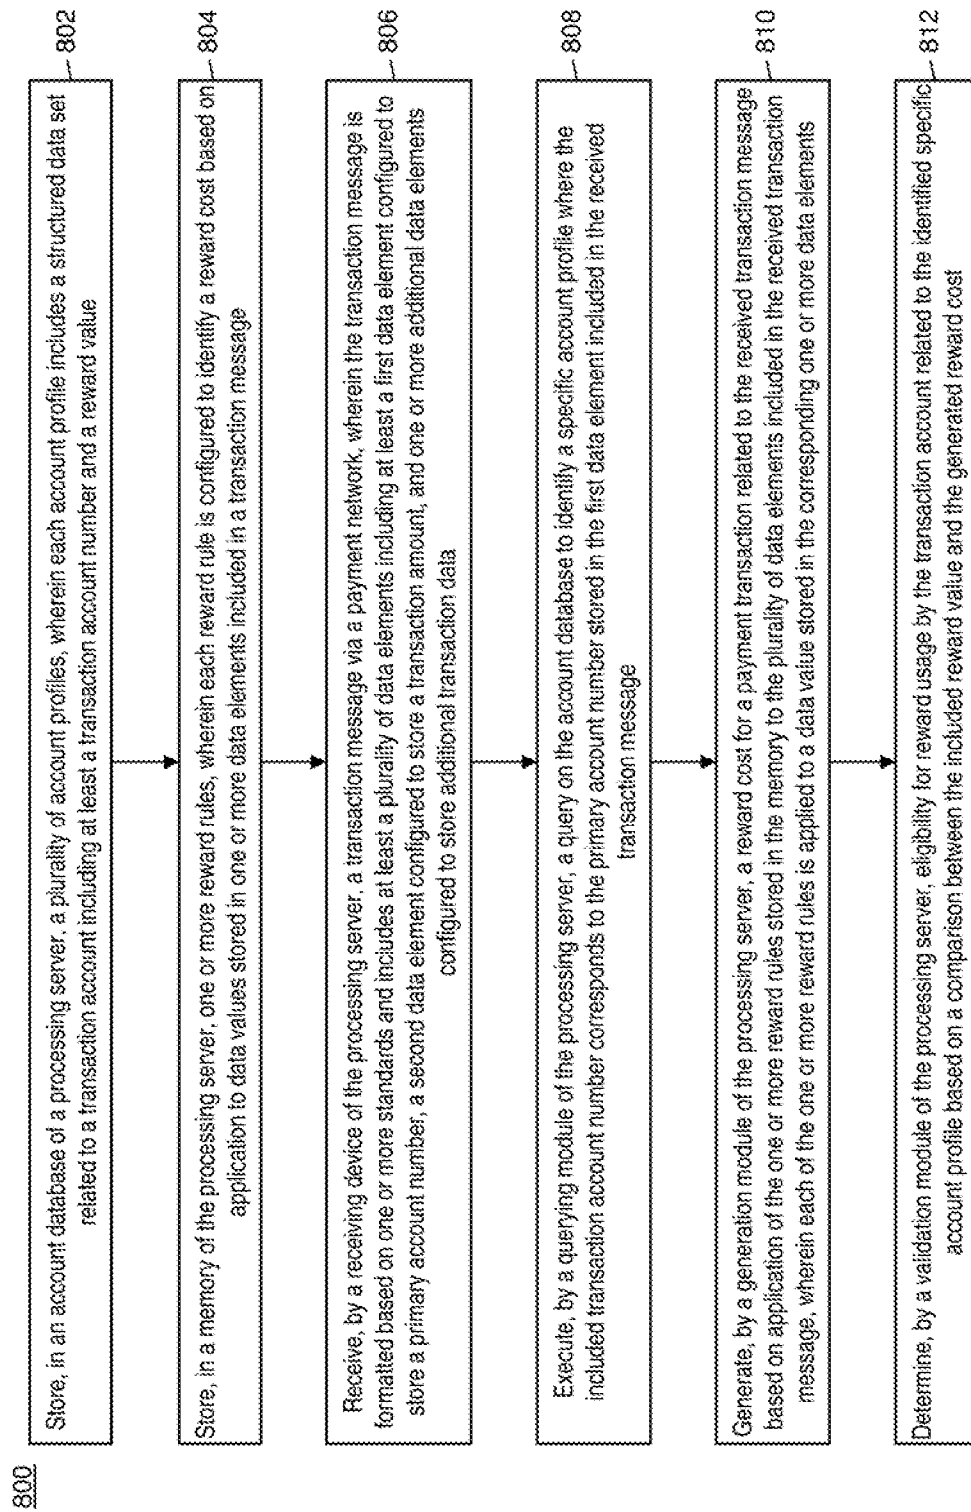 800
Store, in an account database of a processing server, a plurality of account profiles, wherein each account profile includes a structured data set
related to a transaction account including at least a transaction account number and a reward value
802
Store, in a memory of the processing server, one or more reward rules, wherein each reward rule is configured to identify a reward cost based on
application to data values stored in one or more data elements included in a transaction message
804
Receive, by a receiving device of the processing server, a transaction message via a payment network, wherein the transaction message is
formatted based on one or more standards and includes at least a plurality of data elements including at least a first data element configured to
store a primary account number, a second data element configured to store a transaction amount, and one or more additional data elements
configured to store additional transaction data
806
Execute, by a querying module of the processing server, a query on the account database to identify a specific account profile where the
included transaction account number corresponds to the primary account number stored in the first data element included in the received
transaction message
808
Generate, by a generation module of the processing server, a reward cost for a payment transaction related to the received transaction message
based on application of the one or more reward rules stored in the memory to the plurality of data elements included in the received transaction
message, wherein each of the one or more reward rules is applied to a data value stored in the corresponding one or more data elements
810
Determine, by a validation module of the processing server, eligibility for reward usage by the transaction account related to the identified specific
account profile based on a comparison between the included reward value and the generated reward cost
812